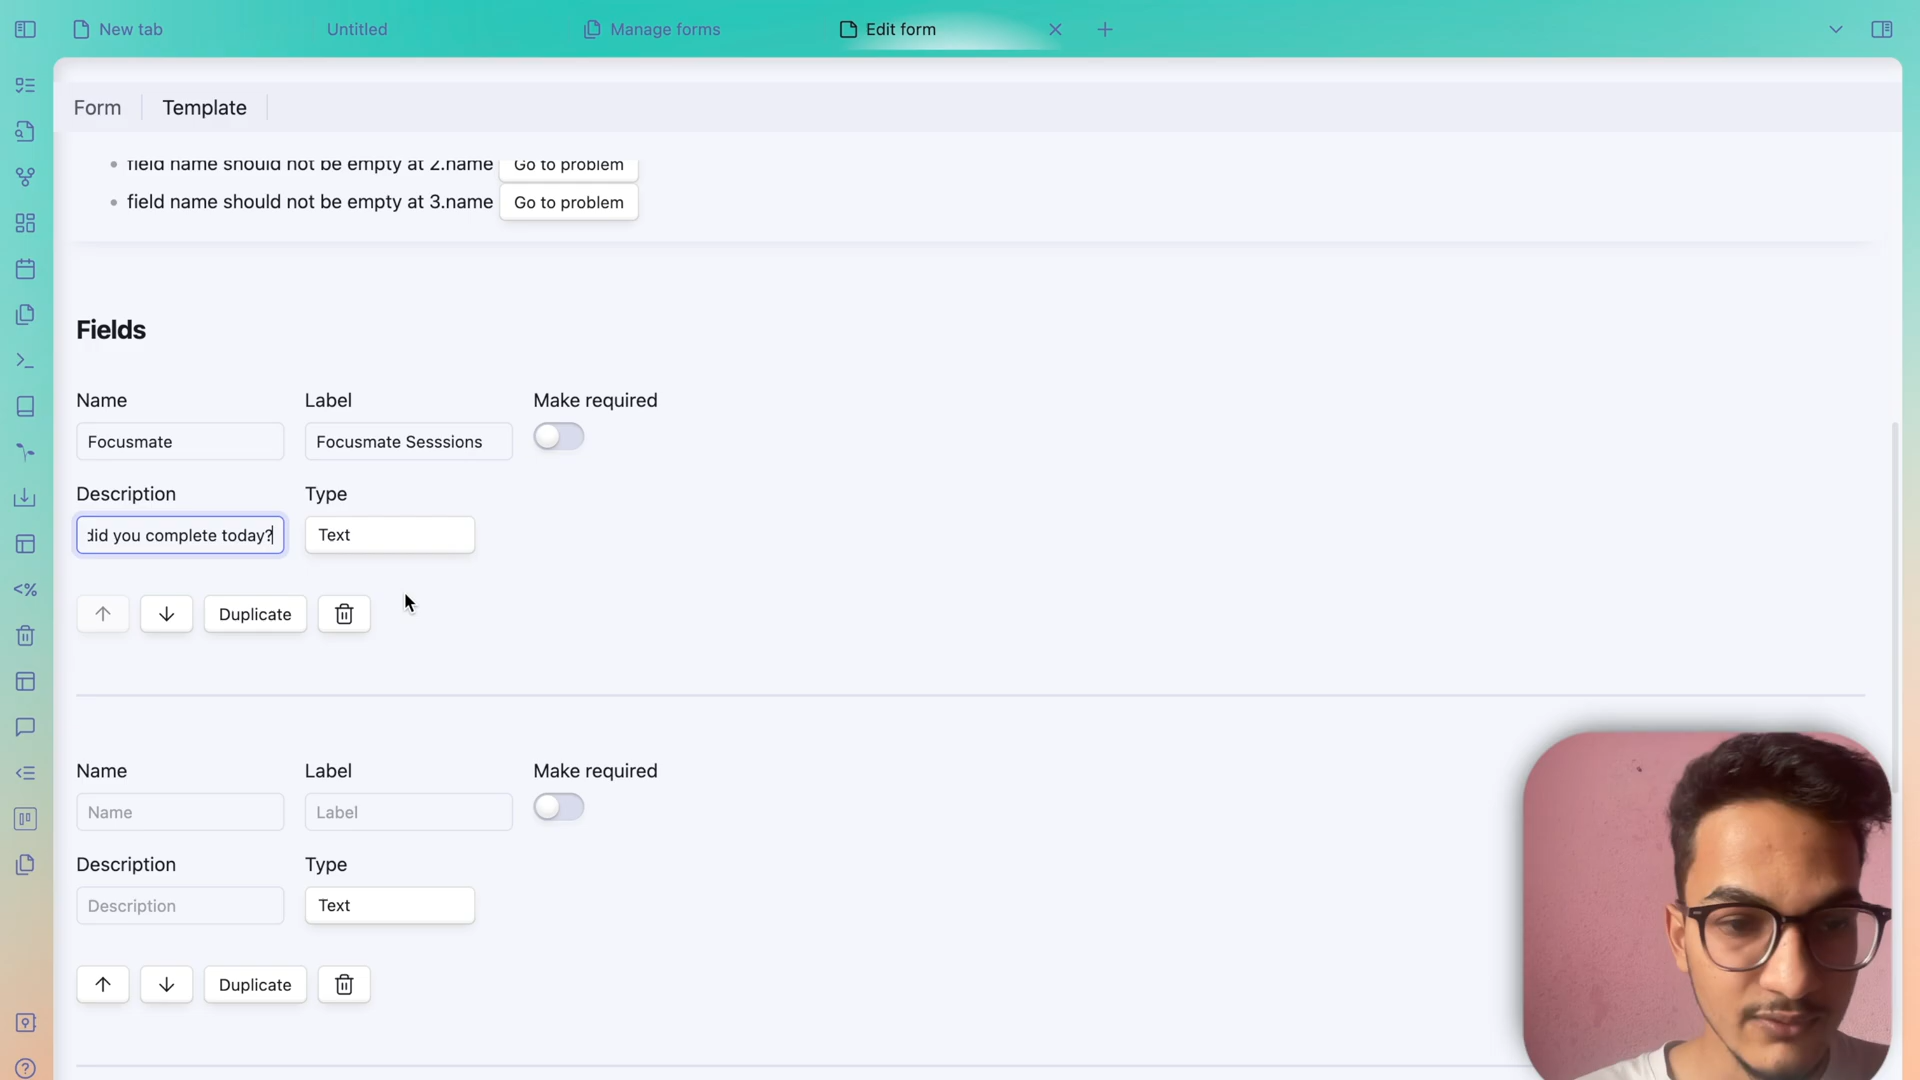 New tab
Untitled
Manage forms
Edit form
Form
Template
field name should not be empty at 2.name
Go to problem
field name should not be empty at 3.name
Go to problem
Fields
Name
Label
Make required
Focusmate
Focusmate Sesssions
Description
Type
did you complete today?
Text
Duplicate
Name
Label
Make required
Name
Label
Description
Type
Description
Text
Duplicate